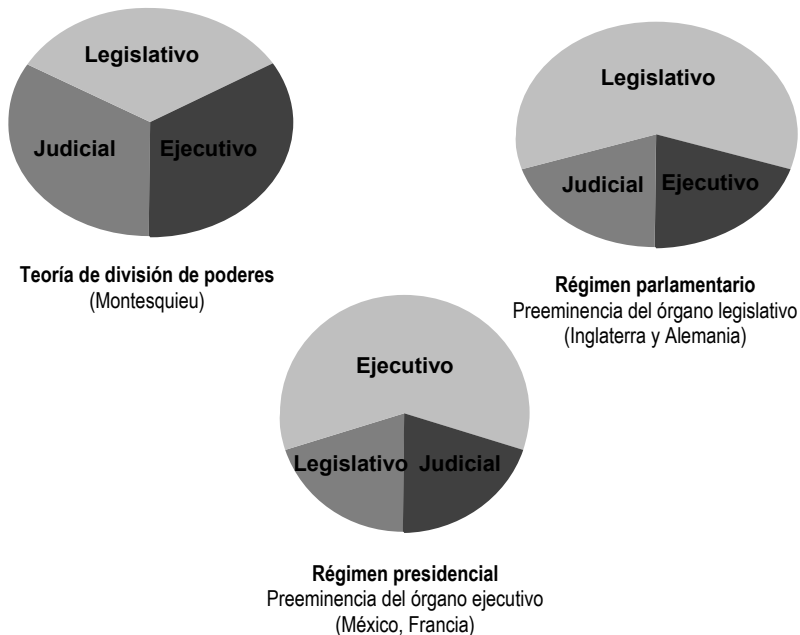 Legislativo
Judicial
Ejecutivo
Teoría de división de poderes
(Montesquieu)
Legislativo
Judicial
Ejecutivo
Régimen parlamentario
Preeminencia del órgano legislativo
(Inglaterra y Alemania)
Ejecutivo
Legislativo
Judicial
Régimen presidencial
Preeminencia del órgano ejecutivo
(México, Francia)